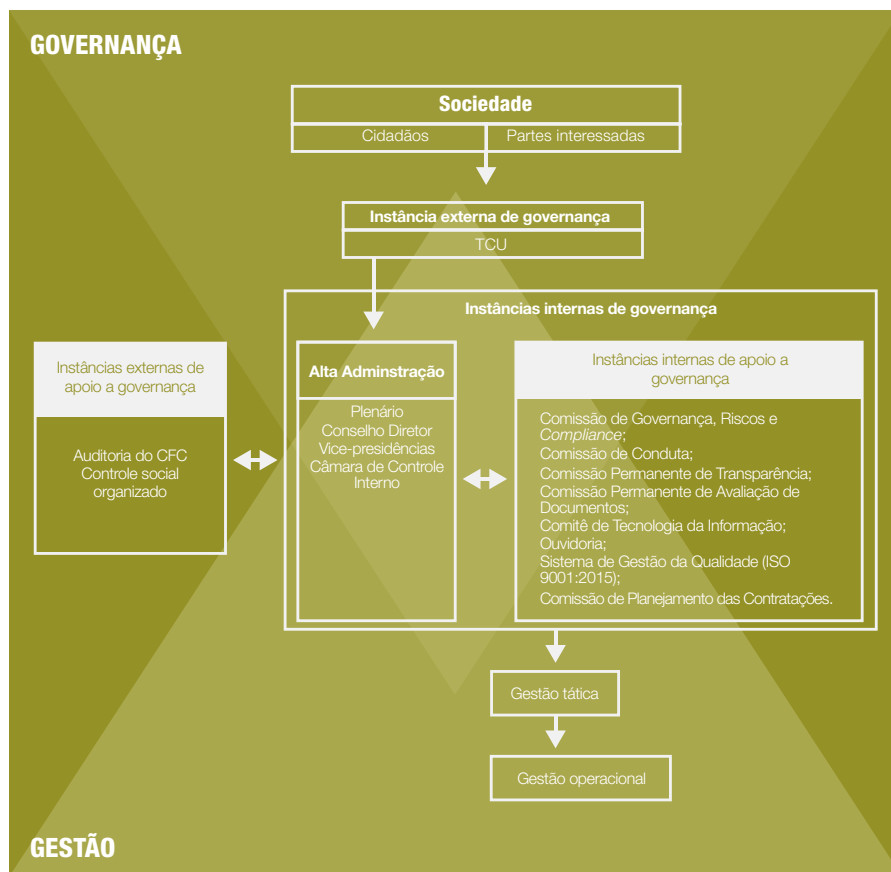 GOVERNANÇA
Sociedade
Cidadãos
Partes interessadas
Instância externa de governança
TCU
Instâncias internas de governança
Instâncias externas de
apoio a governança
Auditoria do CFC
Controle social
organizado
Alta Adminstração
Plenário
Conselho Diretor
Vice-presidências
Câmara de Controle
Interno
Instâncias internas de apoio a
governança
Comissão de Governança, Riscos e
Compliance;
Comissão de Conduta;
Comissão Permanente de Transparência;
Comissão Permanente de Avaliação de
Documentos;
Comitê de Tecnologia da Informação;
Ouvidoria;
Sistema de Gestão da Qualidade (ISO
9001:2015);
Comissão de Planejamento das Contratações.
Gestão tática
Gestão operacional
GESTÃO